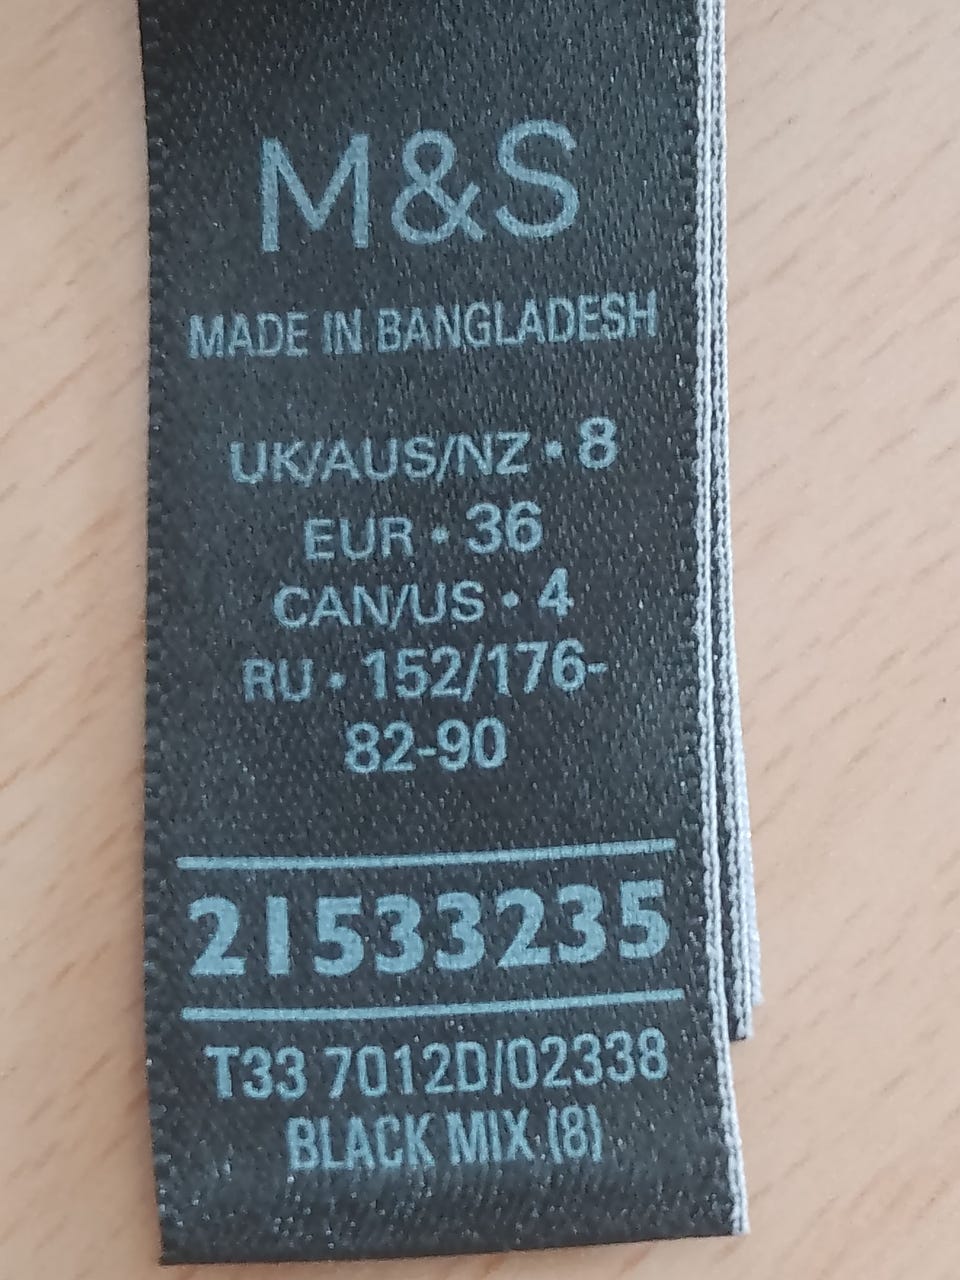 M&S
MADE IN BANGLADESH
UK/AUS/NZ • 8
EUR • 36
CAN/US • 4
RU • 152/176-
82-90
21533235
T33 7012D/02338
BLACK MIX (8)